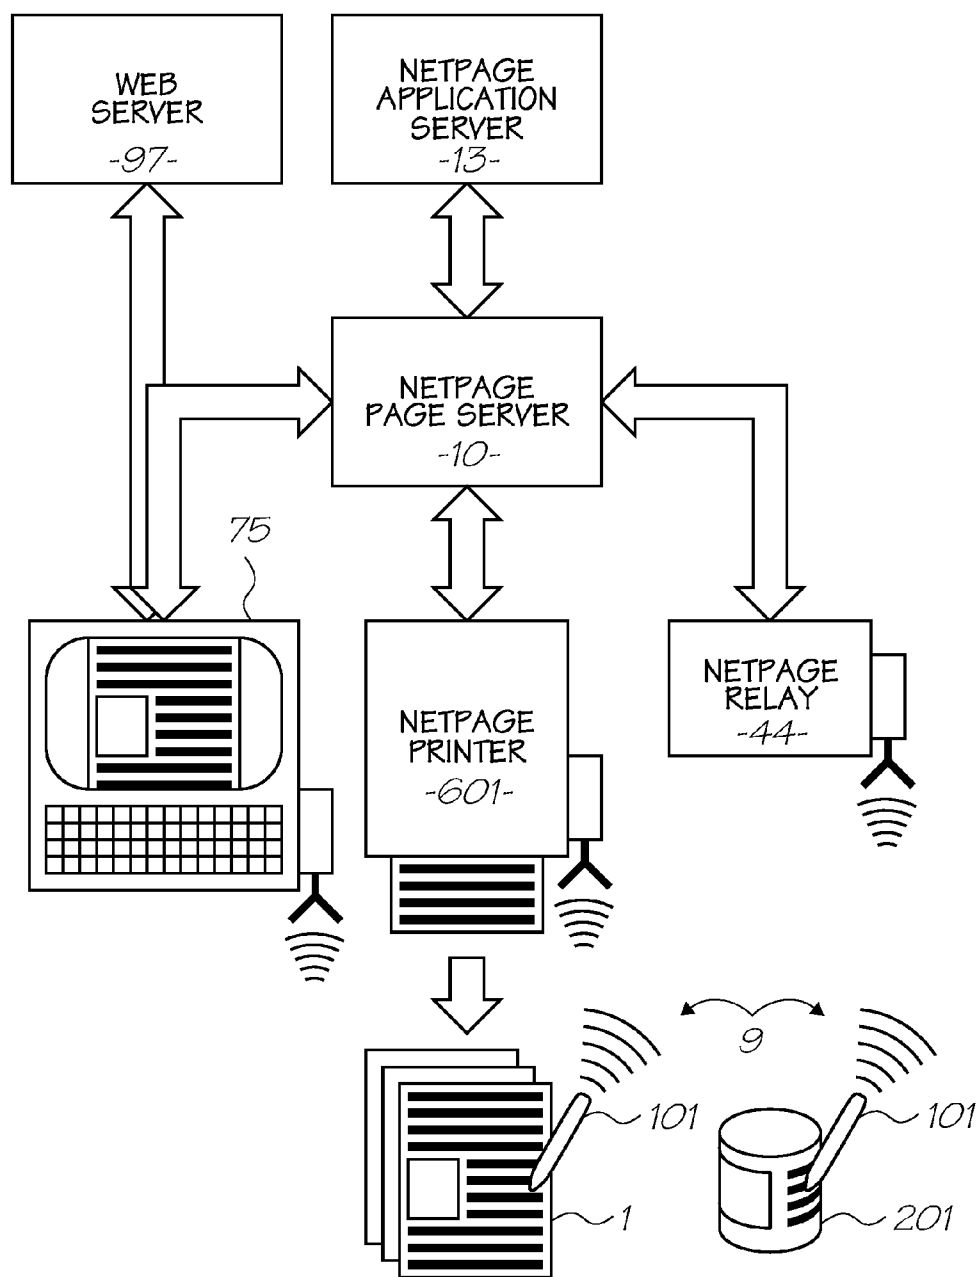 WEB
SERVER
-97-
NETPAGE
APPLICATION
SERVER
-13-
NETPAGE
PAGE SERVER
-10-
75
NETPAGE
PRINTER
-601-
NETPAGE
RELAY
-44-
9
101
101
1
201